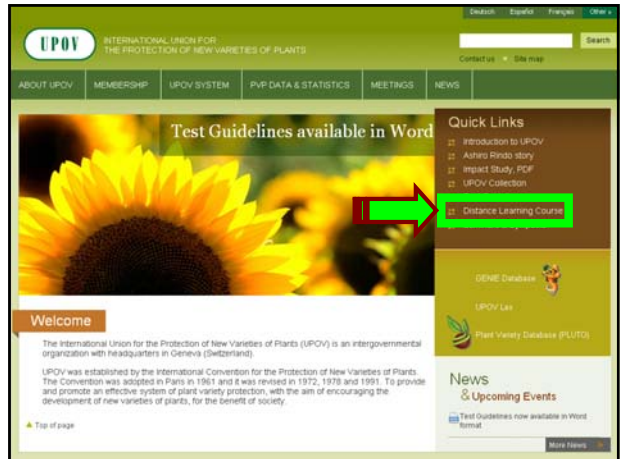 Deutsch Español Français Other »
UPOV
INTERNATIONAL UNION FOR
THE PROTECTION OF NEW VARIETIES OF PLANTS
Search
Contact us Site map
ABOUT UPOV MEMBERSHIP UPOV SYSTEM PVP DATA & STATISTICS MEETINGS NEWS
Test Guidelines available in Word
Quick Links
Introduction to UPOV
Ashiro Rindo story
Impact Study, PDF
UPOV Collection
Distance Learning Course
GENIE Database
UPOV Lex
Plant Variety Database (PLUTO)
Welcome
The International Union for the Protection of New Varieties of Plants (UPOV) is an intergovernmental
organization with headquarters in Geneva (Switzerland).
UPOV was established by the International Convention for the Protection of New Varieties of Plants.
The Convention was adopted in Paris in 1961 and it was revised in 1972, 1978 and 1991. To provide
and promote an effective system of plant variety protection, with the aim of encouraging the
development of new varieties of plants, for the benefit of society.
Top of page
News
& Upcoming Events
Test Guidelines now available in Word
format
More News